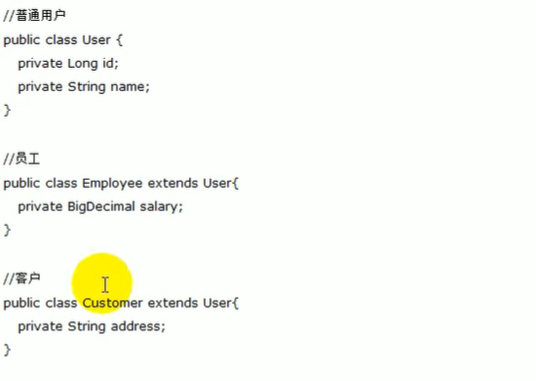 //普通用户
public class User {
private Long id;
private String name;
}
//员工
public class Employee extends User{
private BigDecimal salary;
}
//客户
public class Customer extends User{
private String address;
}